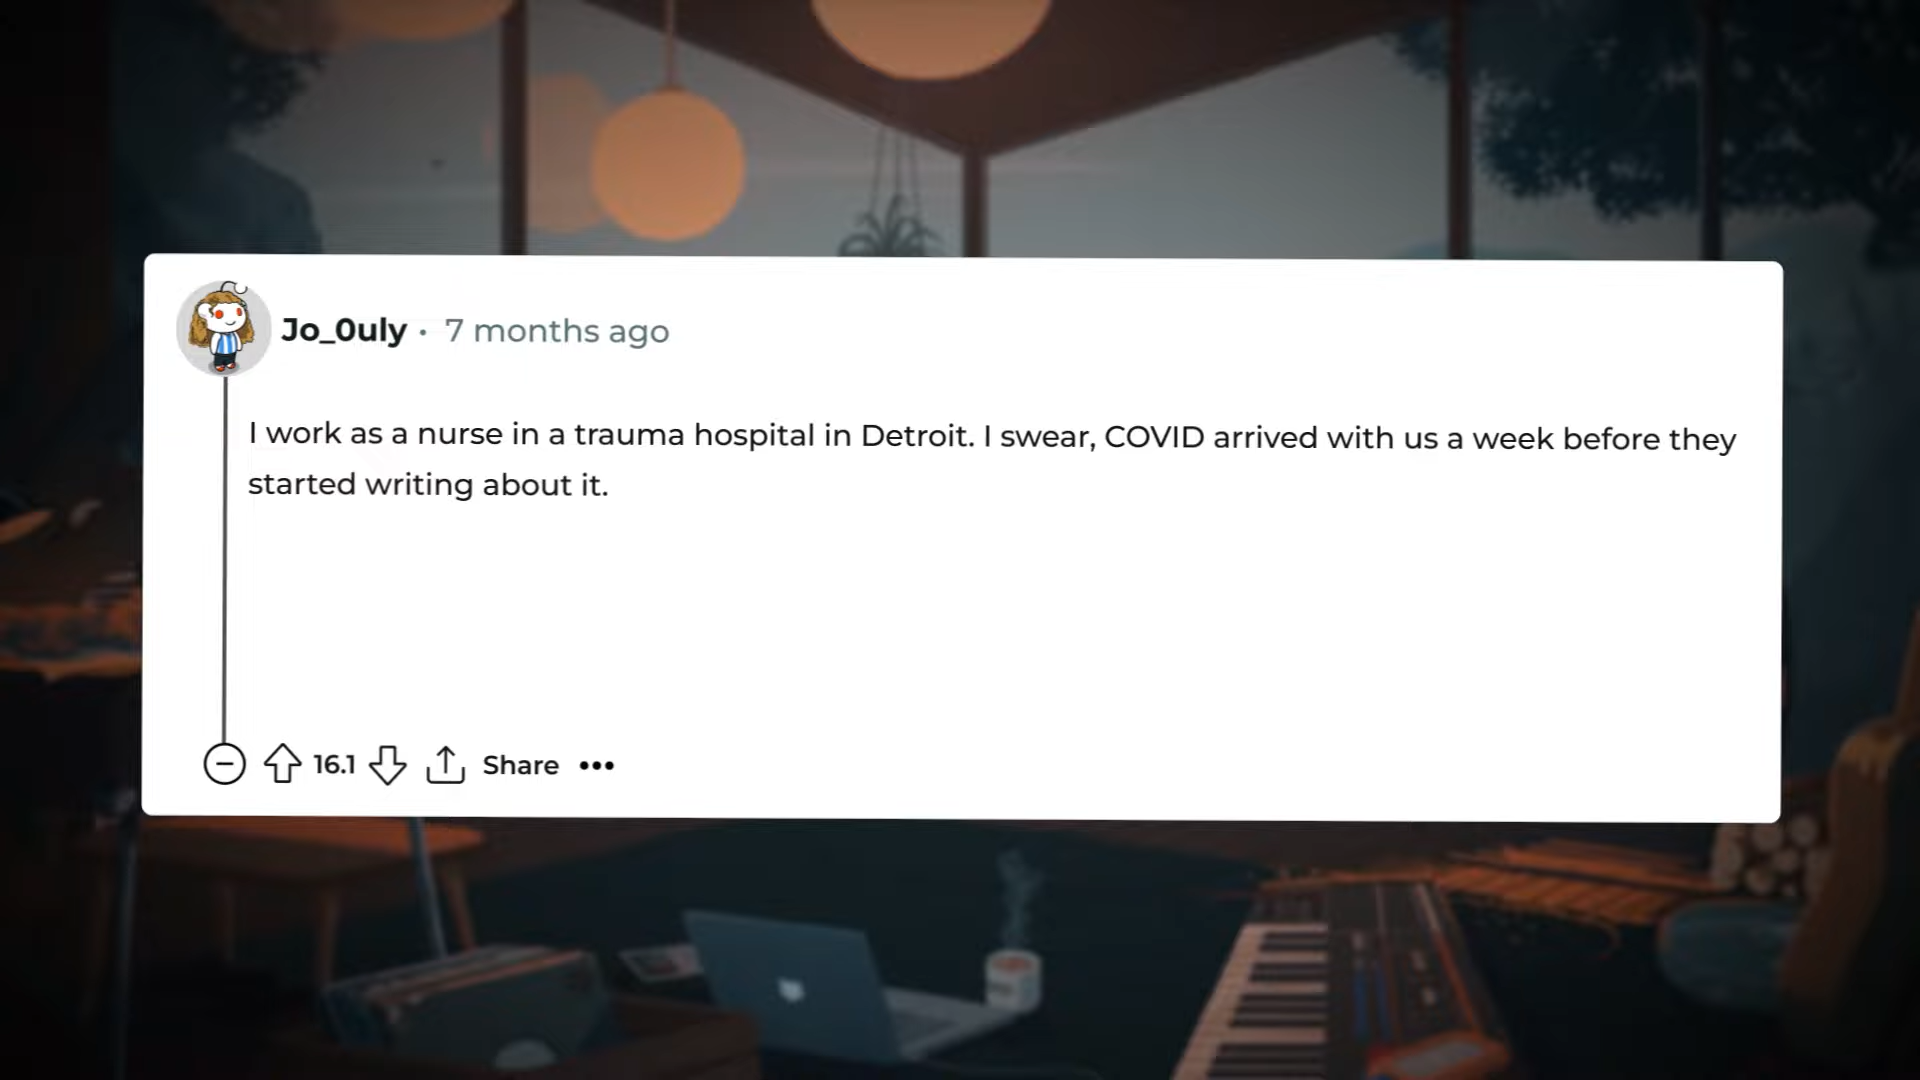 Jo_0uly · 7 months ago
I work as a nurse in a trauma hospital in Detroit. I swear, COVID arrived with us a week before they
started writing about it.
16.1 Share •••